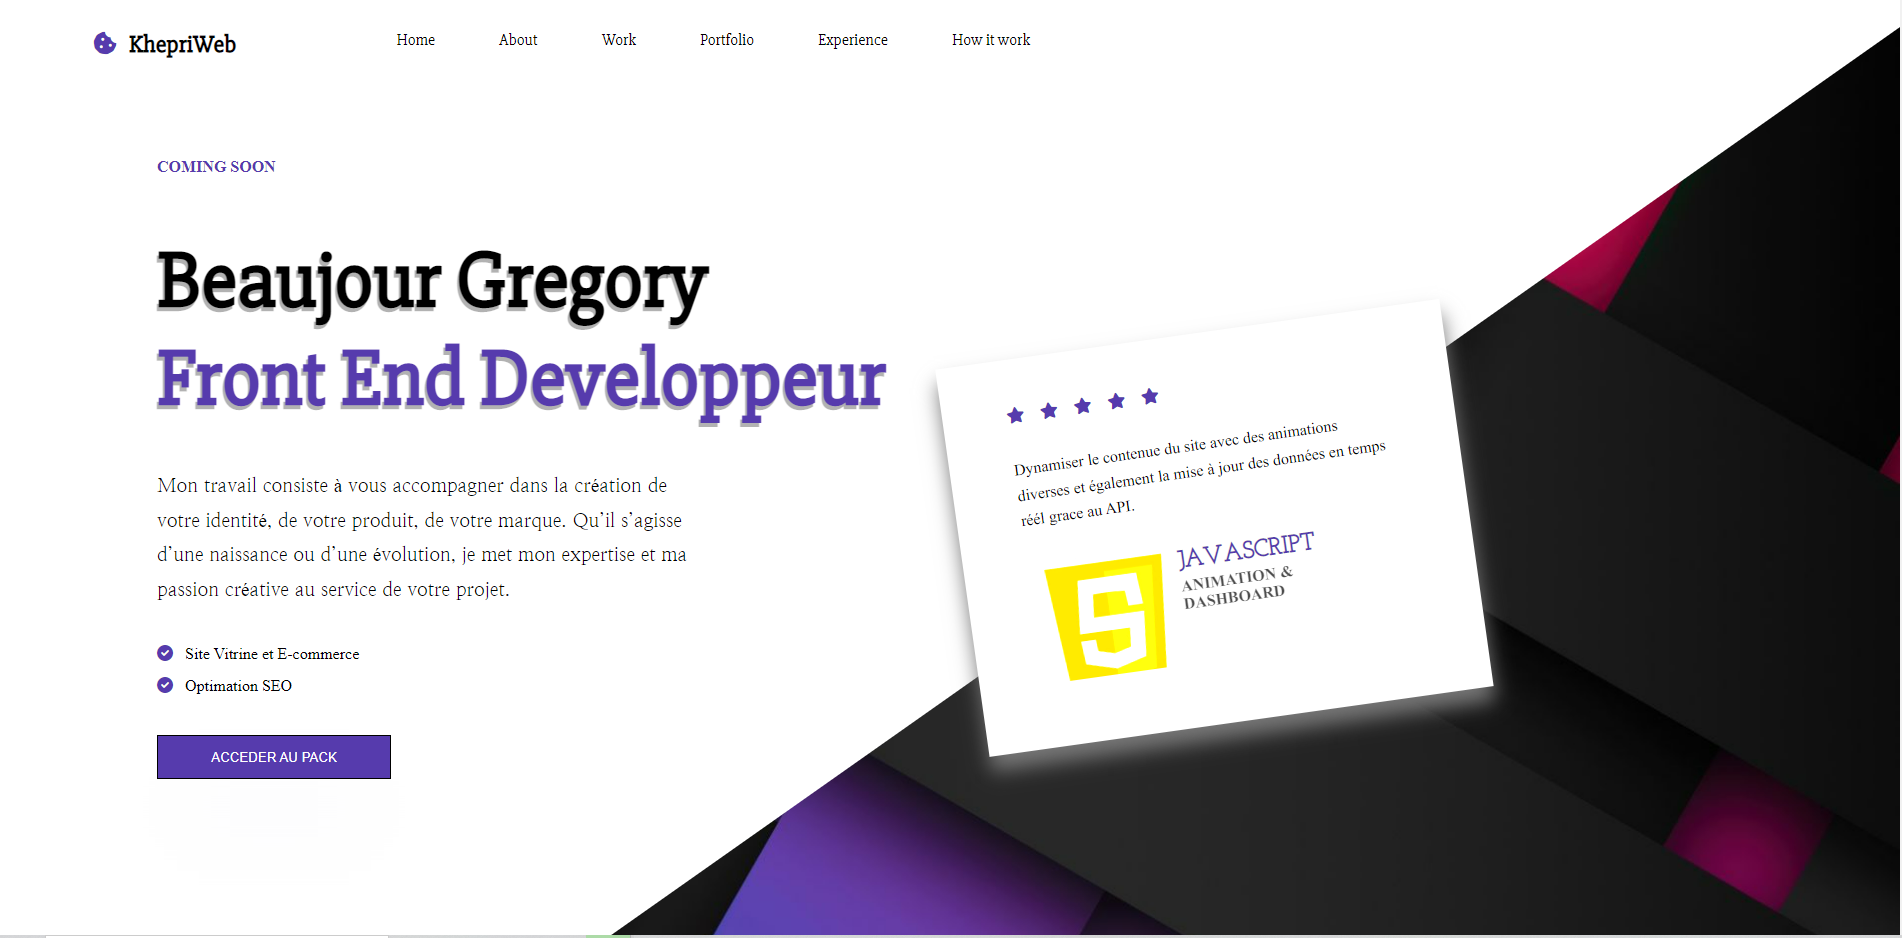 KhepriWeb
Home
About
Work
Portfolio
Experience
How it work
COMING SOON
Beaujour Gregory
Front End Developpeur
Mon travail consiste à vous accompagner dans la création de
votre identité, de votre produit, de votre marque. Qu’il s’agisse
d’une naissance ou d’une évolution, je met mon expertise et ma
passion créative au service de votre projet.
Site Vitrine et E-commerce
Optimation SEO
ACCEDER AU PACK
Dynamiser le contenue du site avec des animations
diverses et également la mise à jour des données en temps
réél grace au API.
JAVASCRIPT
ANIMATION &
DASHBOARD